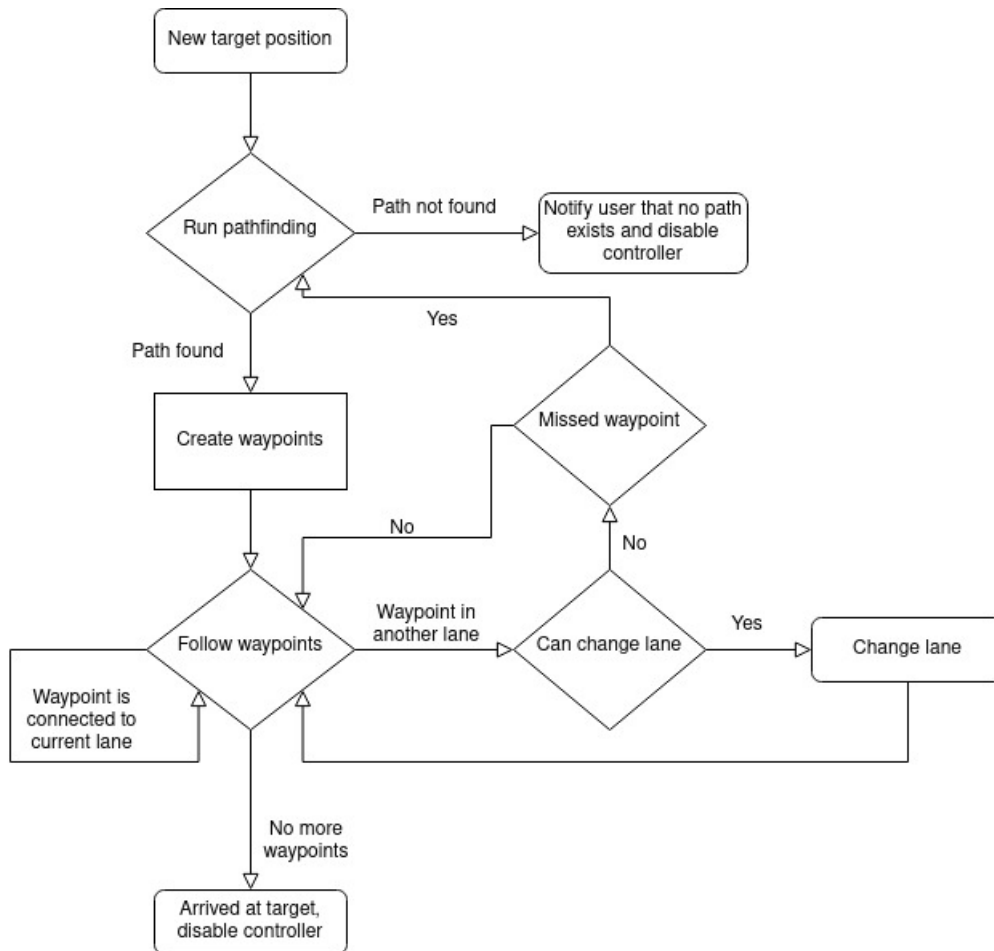 New target position
Path not found
Run pathfinding
Notify user that no path
exists and disable
controller
Yes
Path found
Missed waypoint
Create waypoints
No
No
Waypoint in
another lane
Follow waypoints
Can change lane
Yes
Change lane
Waypoint is
connected to
current lane
No more
waypoints
Arrived at target,
disable controller